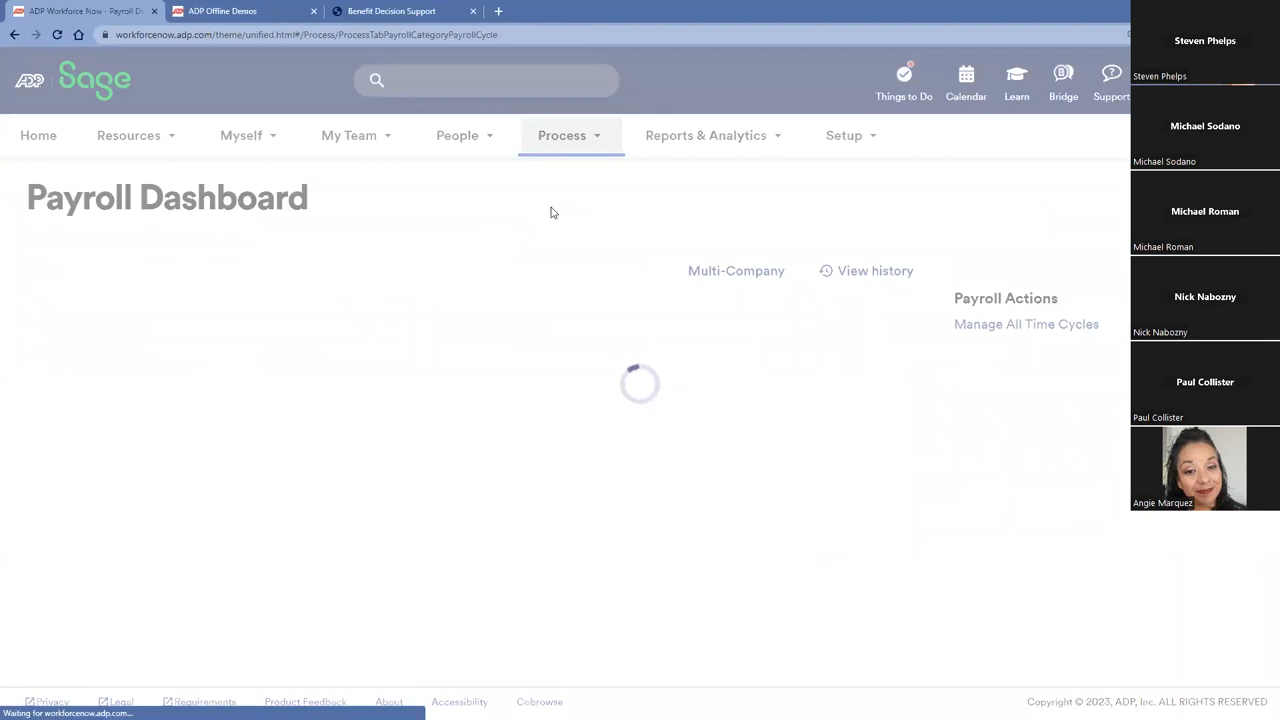 ADP Workforce Now - Payroll D
ADP Offline Demos
Benefit Decision Support
workforcenow.adp.com/theme/unified.html#/Process/ProcessTabPayrollCategoryPayrollCycle
ADP
Sage
Things to Do
Calendar
Learn
Bridge
Support
Home
Resources
Myself
My Team
People
Process
Reports & Analytics
Setup
Payroll Dashboard
Multi-Company
View history
Payroll Actions
Manage All Time Cycles
Steven Phelps
Steven Phelps
Michael Sodano
Michael Sodano
Michael Roman
Michael Roman
Nick Nabozny
Nick Nabozny
Paul Collister
Paul Collister
Angie Marquez
Privacy
Legal
Requirements
Product Feedback
About
Accessibility
Cobrowse
Copyright © 2023, ADP, Inc. ALL RIGHTS RESERVED
Waiting for workforcenow.adp.com...